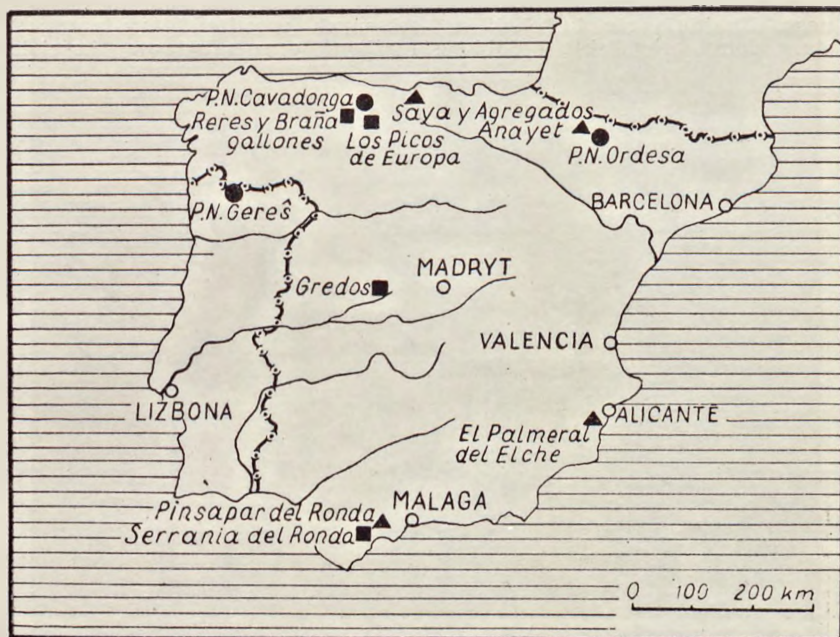 P.N.Cavadonga
Reres y Braña
gallones
Los Picos
de Europa
Saya y Agregados
Anayet
P.N.Ordesa
P.N.Gereŝ
BARCELONA
Gredos
MADRYT
VALENCIA
LIZBONA
ALICANTE
El Palmeral
del Elche
Pinsapar del Ronda
MALAGA
Serrania del Ronda
0 100 200 km